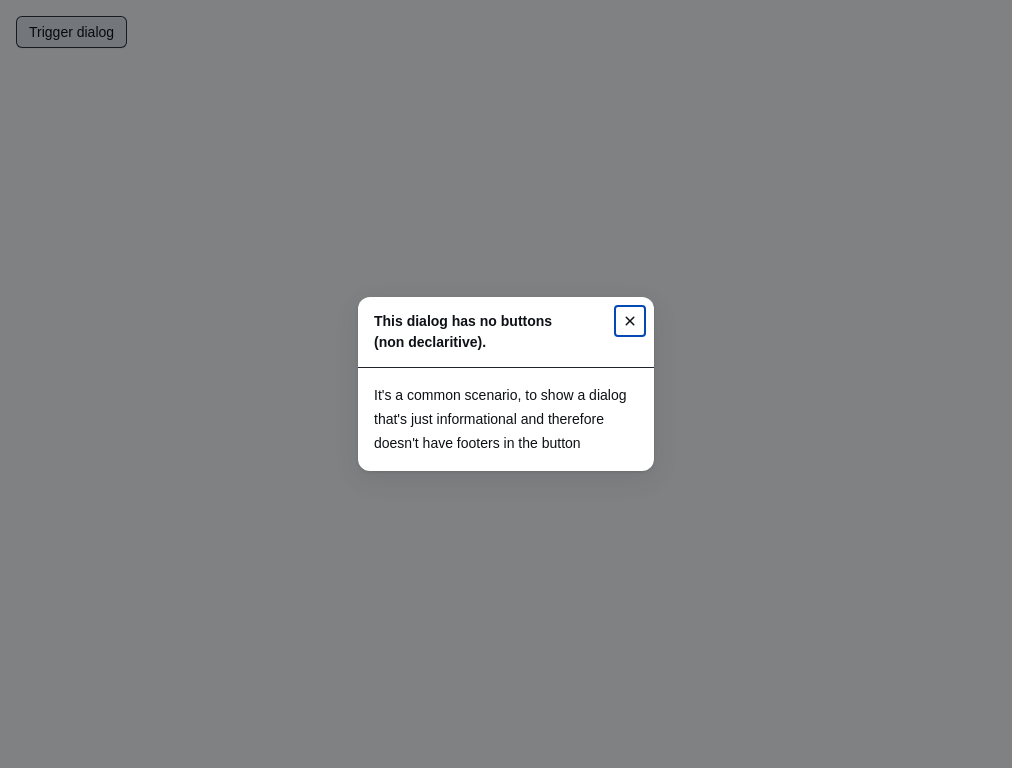 Trigger dialog
This dialog has no buttons
(non declaritive).
It's a common scenario, to show a dialog
that's just informational and therefore
doesn't have footers in the button